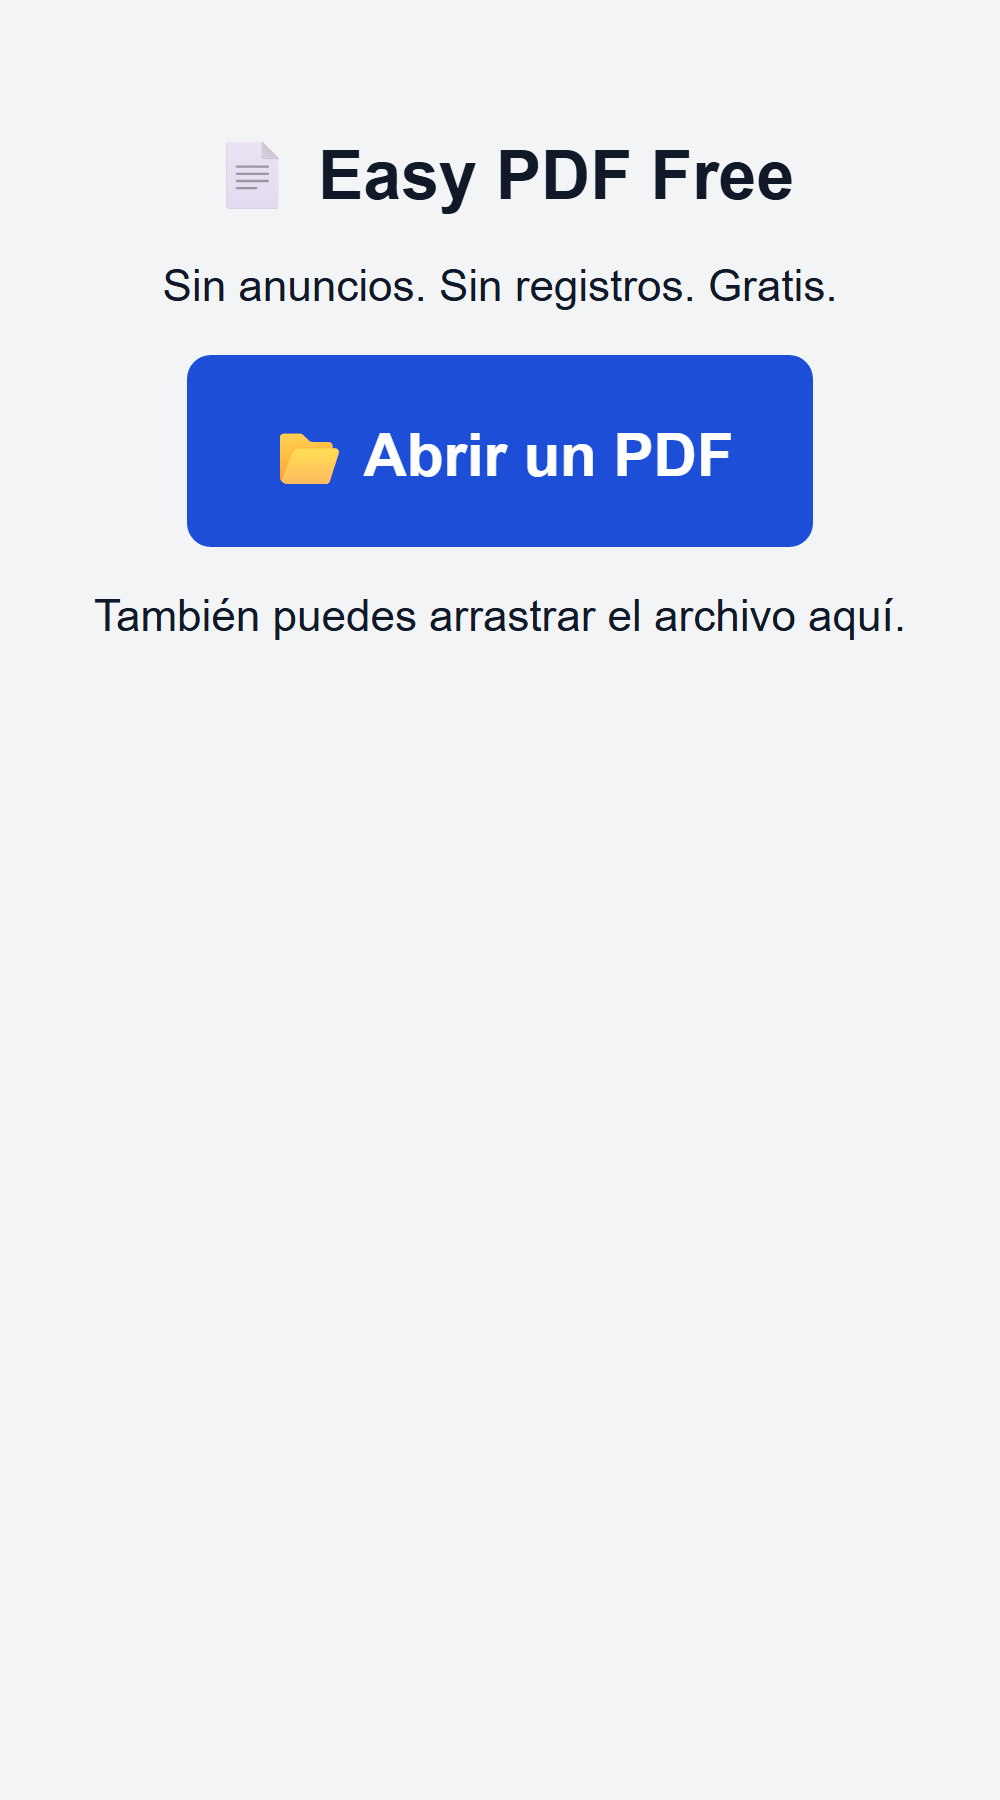 Easy PDF Free
Sin anuncios. Sin registros. Gratis.
Abrir un PDF
También puedes arrastrar el archivo aquí.